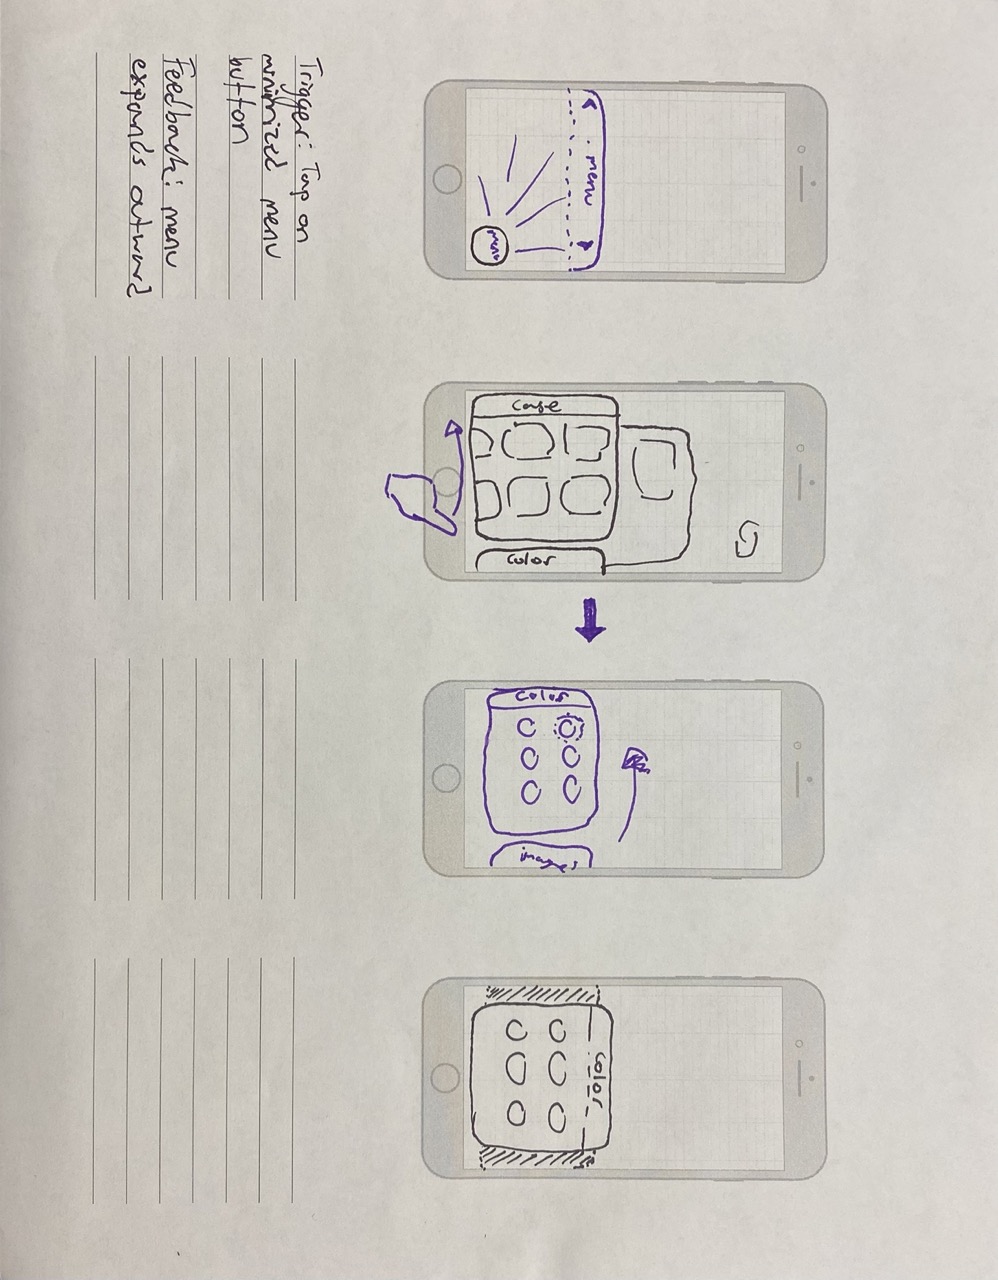 Trigger: Tap on
minimized menu
button
Feedback: menu
expands outward
menu
menu
Case
Color
Color
images
Color